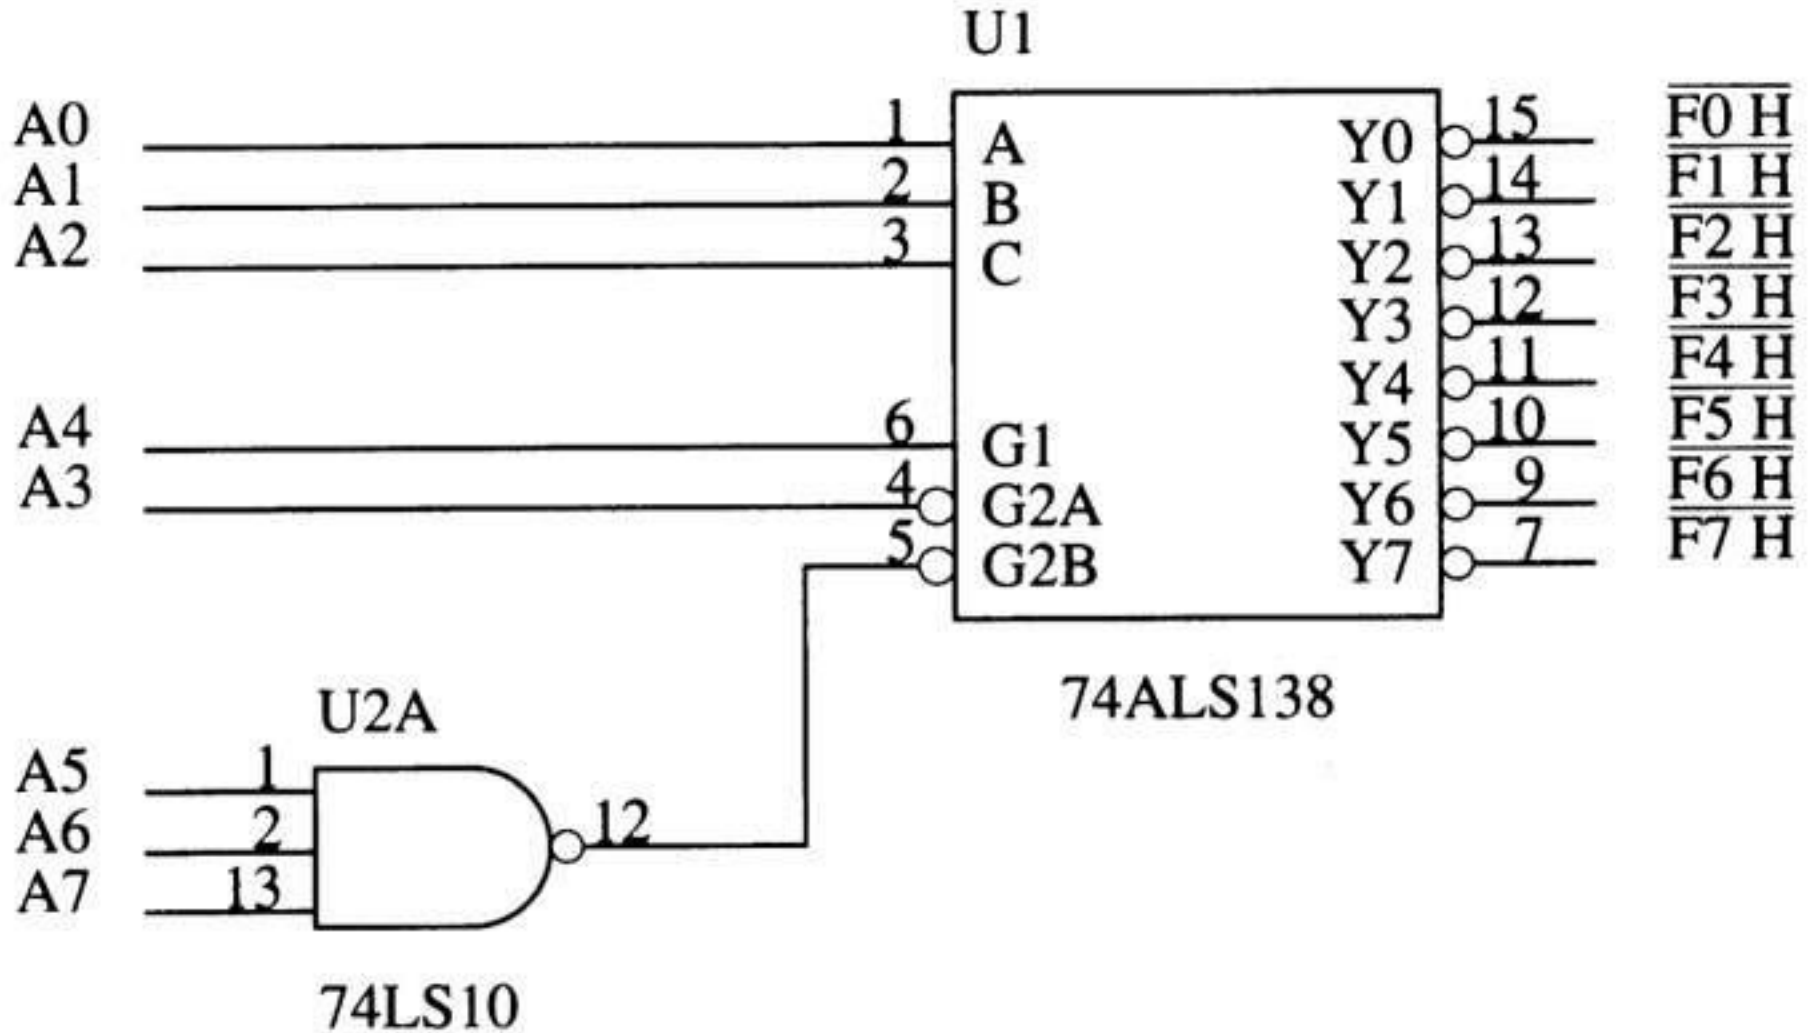 U1
A0 1 A Y0 15 F0 H
A1 2 B Y1 14 F1 H
A2 3 C Y2 13 F2 H
Y3 12 F3 H
Y4 11 F4 H
A4 6 G1 Y5 10 F5 H
A3 4 G2A Y6 9 F6 H
5 G2B Y7 7 F7 H
74ALS138
U2A
A5 1
A6 2 12
A7 13
74LS10